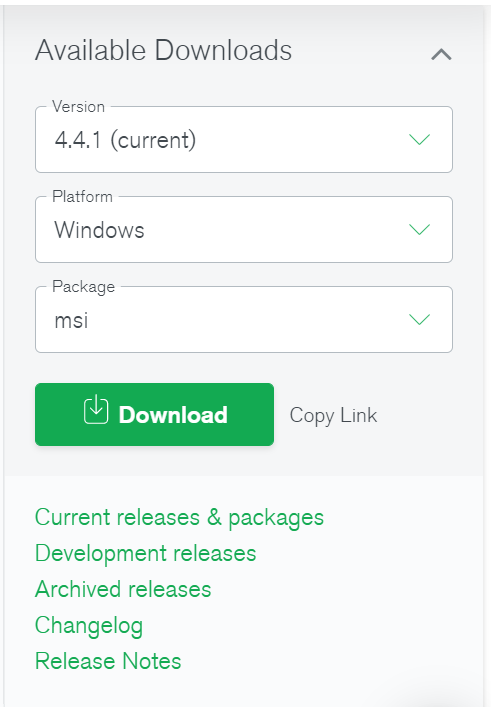 Available Downloads
Version
4.4.1 (current)
Platform
Windows
Package
msi
Download
Copy Link
Current releases & packages
Development releases
Archived releases
Changelog
Release Notes